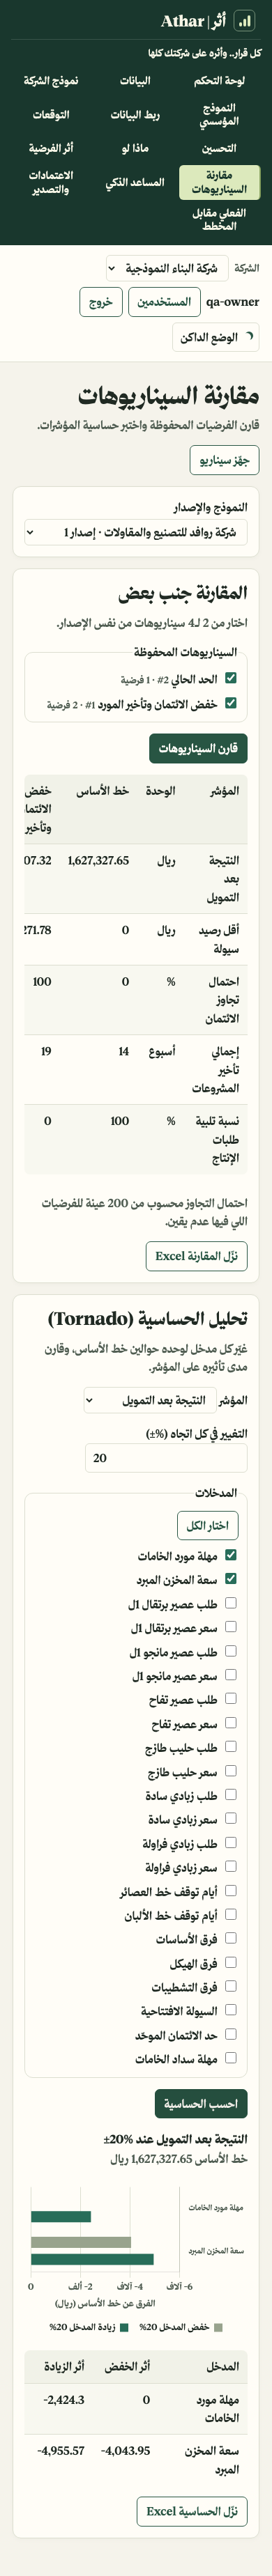 أثر | Athar
كل قرار.. وأثره على شركتك كلها
لوحة التحكم
البيانات
نموذج الشركة
النموذج المؤسسي
ربط البيانات
التوقعات
التحسين
ماذا لو
أثر الفرضية
مقارنة السيناريوهات
المساعد الذكي
الاعتمادات والتصدير
الفعلي مقابل المخطط
الشركة
شركة البناء النموذجية
qa-owner
المستخدمين
خروج
الوضع الداكن
مقارنة السيناريوهات
قارن الفرضيات المحفوظة واختبر حساسية المؤشرات.
جهّز سيناريو
النموذج والإصدار
شركة روافد للتصنيع والمقاولات · إصدار 1
المقارنة جنب بعض
اختار من 2 لـ4 سيناريوهات من نفس الإصدار.
السيناريوهات المحفوظة
الحد الحالي #2 · 1 فرضية
خفض الائتمان وتأخير المورد #1 · 2 فرضية
قارن السيناريوهات
المؤشر
الوحدة
خط الأساس
خفض
وتأخير
النتيجة بعد التمويل
ريال
1,627,327.65
07.32
أقل رصيد سيولة
ريال
0
271.78
احتمال تجاوز الائتمان
%
0
100
إجمالي تأخير المشروعات
أسبوع
14
19
نسبة تلبية طلبات الإنتاج
%
100
0
احتمال التجاوز محسوب من 200 عينة للفرضيات
اللي فيها عدم يقين.
نزّل المقارنة Excel
تحليل الحساسية (Tornado)
غيّر كل مدخل لوحده حوالين خط الأساس، وقارن
مدى تأثيره على المؤشر.
المؤشر
النتيجة بعد التمويل
التغيير في كل اتجاه (%±)
20
المدخلات
اختار الكل
مهلة مورد الخامات
سعة المخزن المبرد
طلب عصير برتقال 1ل
سعر عصير برتقال 1ل
طلب عصير مانجو 1ل
سعر عصير مانجو 1ل
طلب عصير تفاح
سعر عصير تفاح
طلب حليب طازج
سعر حليب طازج
طلب زبادي سادة
سعر زبادي سادة
طلب زبادي فراولة
سعر زبادي فراولة
أيام توقف خط العصائر
أيام توقف خط الألبان
فرق الأساسات
فرق الهيكل
فرق التشطيبات
السيولة الافتتاحية
حد الائتمان الموحّد
مهلة سداد الخامات
احسب الحساسية
النتيجة بعد التمويل عند %20±
خط الأساس 1,627,327.65 ريال
مهلة مورد الخامات
سعة المخزن المبرد
0
-2 ألف
-4 آلاف
-6 آلاف
الفرق عن خط الأساس (ريال)
خفض المدخل 20%
زيادة المدخل 20%
المدخل
أثر الخفض
أثر الزيادة
مهلة مورد الخامات
0
-2,424.3
سعة المخزن المبرد
-4,043.95
-4,955.57
نزّل الحساسية Excel